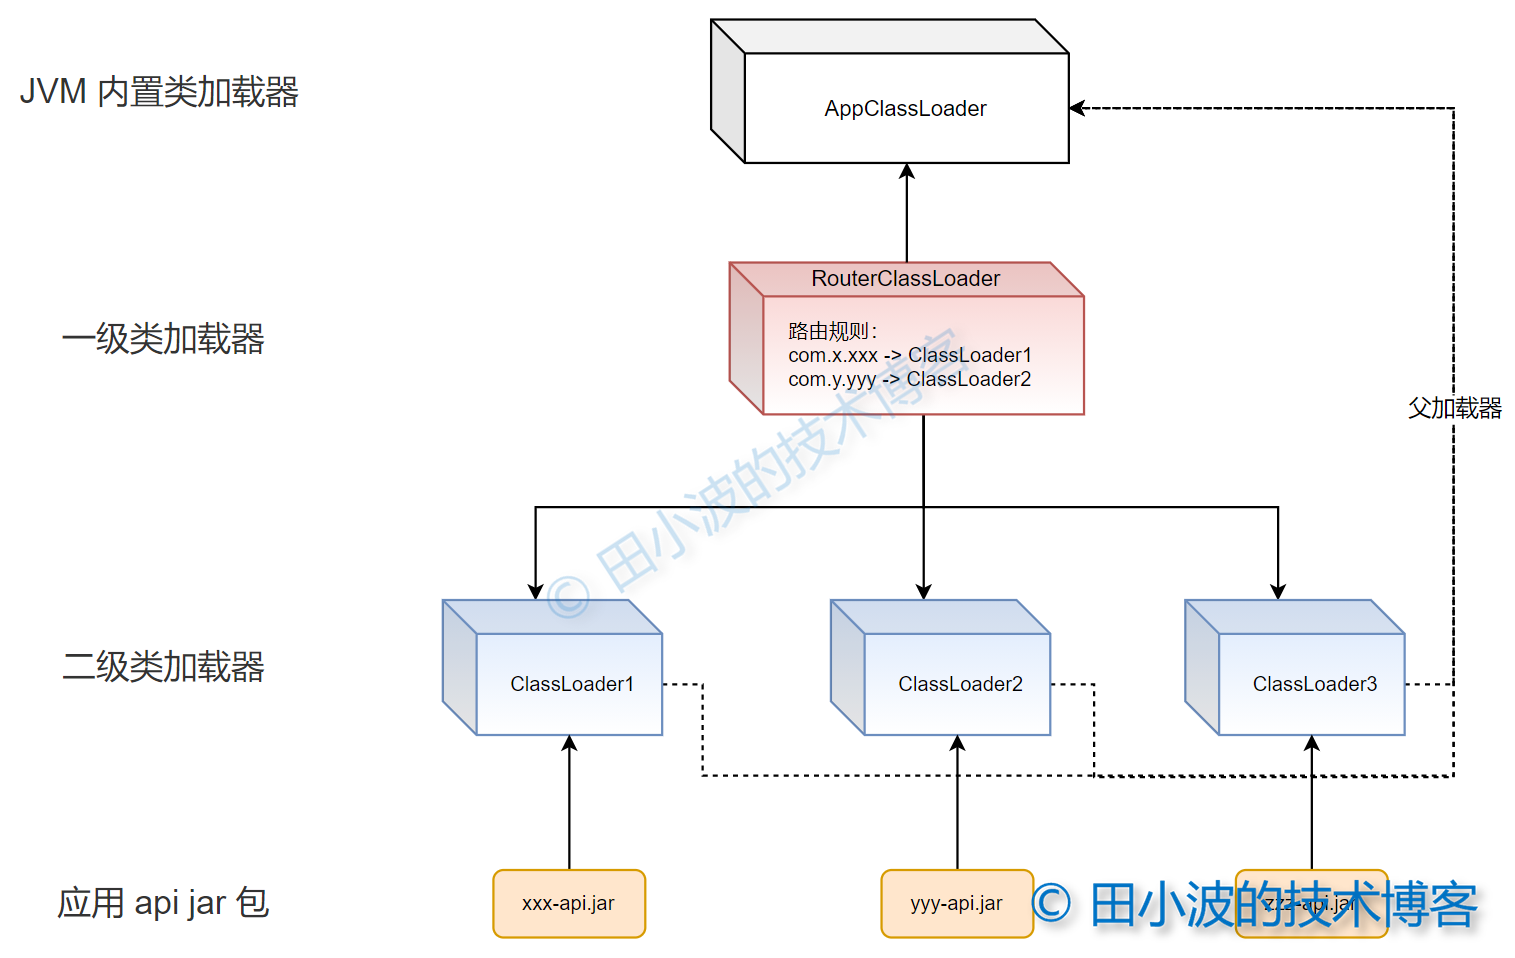 JVM 内置类加载器
AppClassLoader
一级类加载器
RouterClassLoader
路由规则：
com.x.xxx -> ClassLoader1
com.y.yyy -> ClassLoader2
父加载器
© 田小波的技术博客
二级类加载器
ClassLoader1
ClassLoader2
ClassLoader3
应用 api jar 包
xxx-api.jar
yyy-api.jar
zzz-api.jar
© 田小波的技术博客